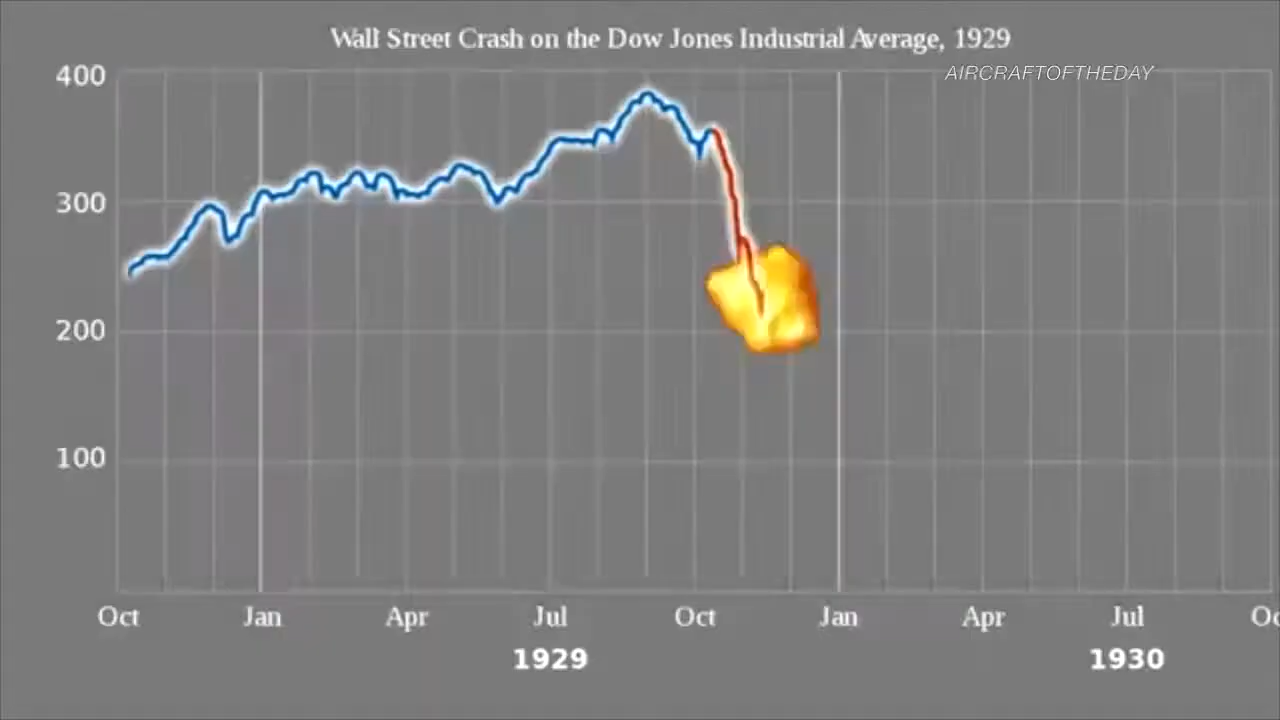 Wall Street Crash on the Dow Jones Industrial Average, 1929
AIRCRAFTOFTHEDAY
400
300
200
100
Oct Jan Apr Jul Oct Jan Apr Jul Oc
1929 1930